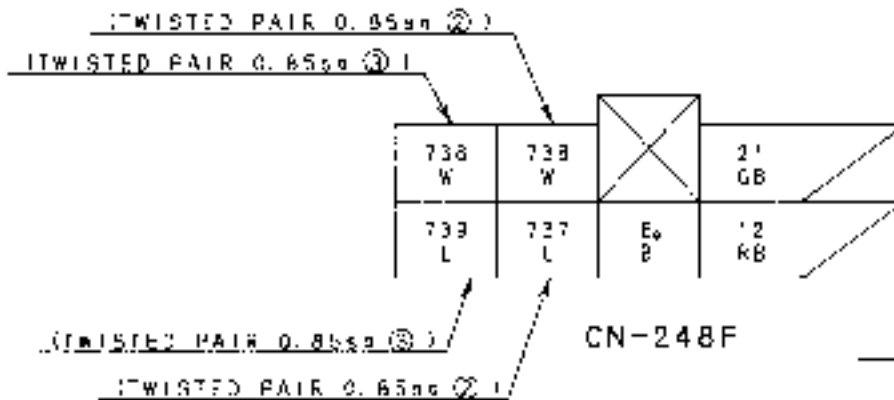 (TWISTED PAIR 0.85sq ② )
(TWISTED PAIR 0.85sq ③ )
738 738 21
W W GB
739 737 E₀ 12
L L B RB
(TWISTED PAIR 0.85sq ③ )
CN-248F
(TWISTED PAIR 0.85sq ② )